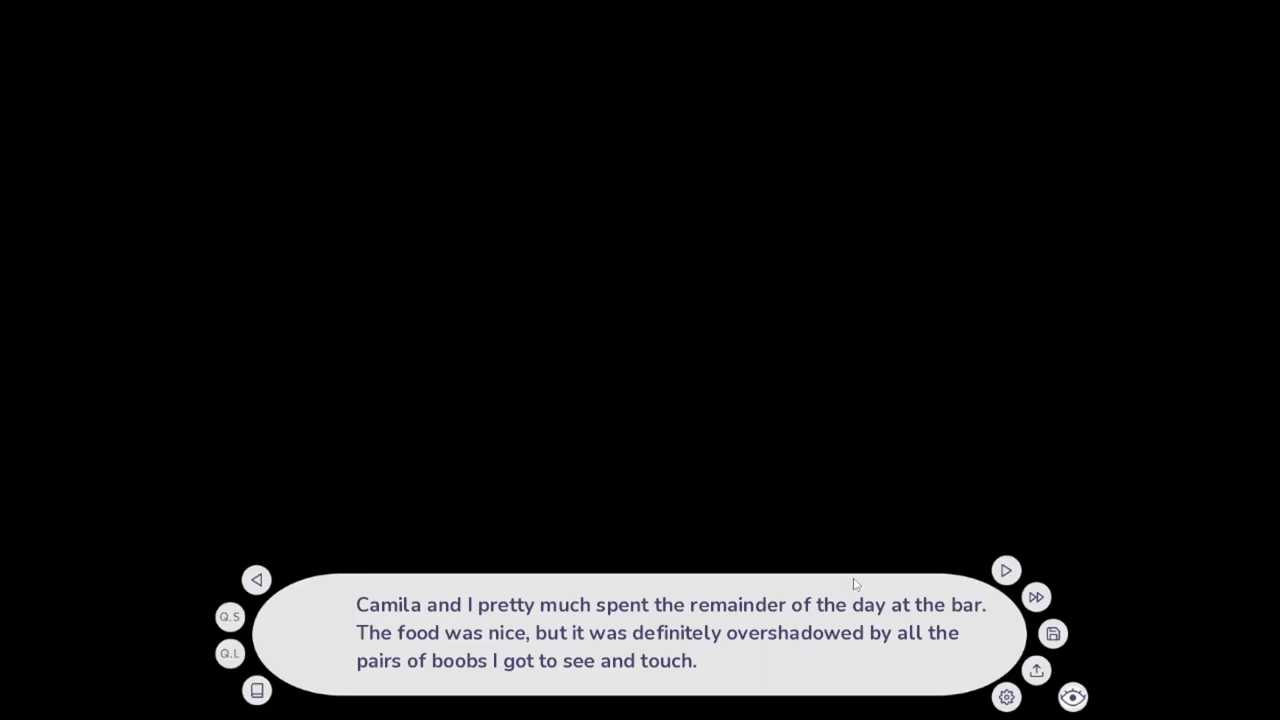 Camila and I pretty much spent the remainder of the day at the bar.
The food was nice, but it was definitely overshadowed by all the
pairs of boobs I got to see and touch.
Q.S
Q.L